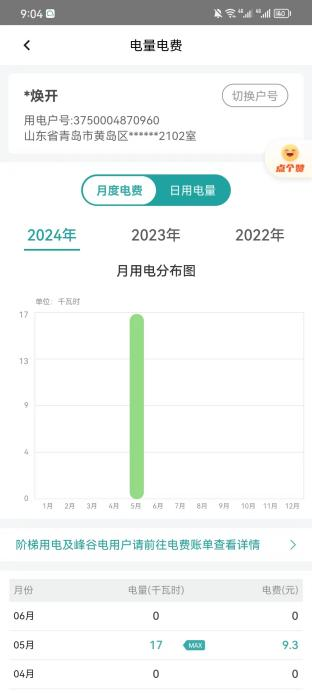 9:04
电量电费
*焕开
切换户号
用电户号:3750004870960
山东省青岛市黄岛区******2102室
点个赞
月度电费 日用电量
2024年 2023年 2022年
月用电分布图
单位：千瓦时
17
13
9
4
0
1月 2月 3月 4月 5月 6月 7月 8月 9月 10月 11月 12月
阶梯用电及峰谷电用户请前往电费账单查看详情
月份 电量(千瓦时) 电费(元)
06月 0 0
05月 17 MAX 9.3
04月 0 0